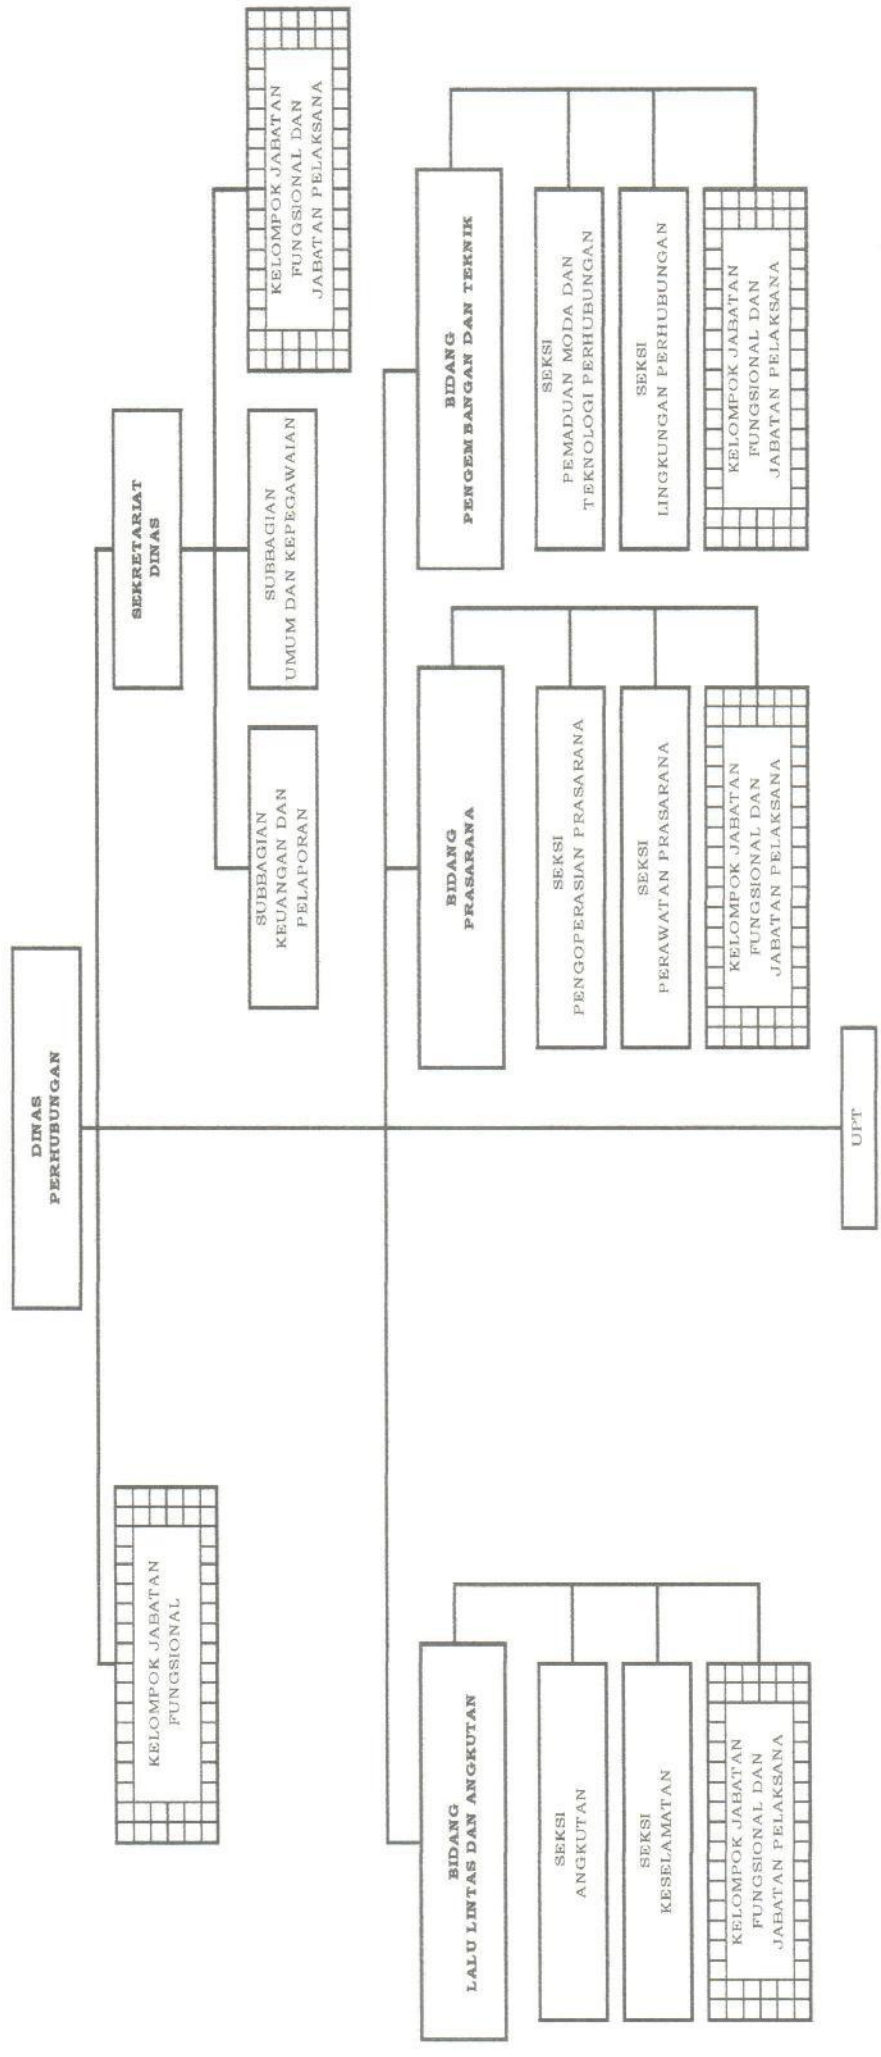 DINAS
PERHUBUNGAN
KELOMPOK JABATAN
FUNGSIONAL
SEKRETARIAT
DINAS
SUBBAGIAN
KEUANGAN DAN
PELAPORAN
SUBBAGIAN
UMUM DAN KEPEGAWAIAN
KELOMPOK JABATAN
FUNGSIONAL DAN
JABATAN PELAKSANA
BIDANG
LALU LINTAS DAN ANGKUTAN
SEKSI
ANGKUTAN
SEKSI
KESELAMATAN
KELOMPOK JABATAN
FUNGSIONAL DAN
JABATAN PELAKSANA
BIDANG
PRASARANA
SEKSI
PENGOPERASIAN PRASARANA
SEKSI
PERAWATAN PRASARANA
KELOMPOK JABATAN
FUNGSIONAL DAN
JABATAN PELAKSANA
BIDANG
PENGEMBANGAN DAN TEKNIK
SEKSI
PEMADUAN MODA DAN
TEKNOLOGI PERHUBUNGAN
SEKSI
LINGKUNGAN PERHUBUNGAN
KELOMPOK JABATAN
FUNGSIONAL DAN
JABATAN PELAKSANA
UPT